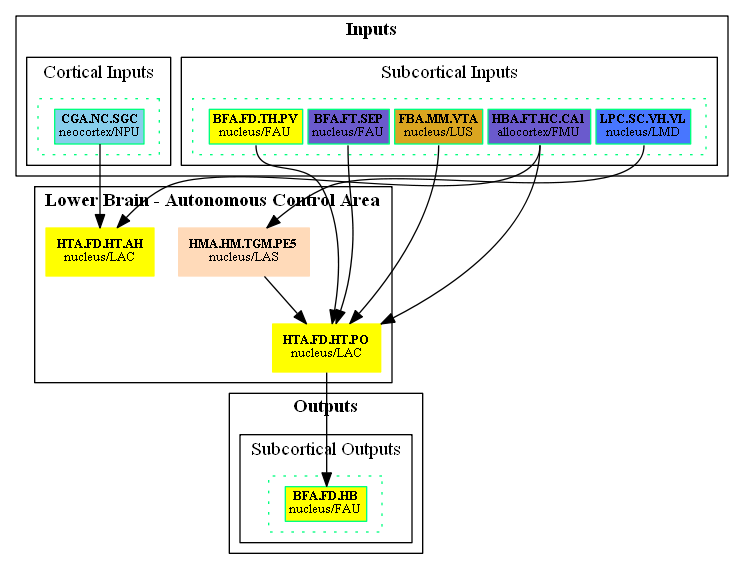 Inputs
Cortical Inputs
Subcortical Inputs
CGA.NC.SGC
neocortex/NPU
BFA.FD.TH.PV
nucleus/FAU
BFA.FT.SEP
nucleus/FAU
FBA.MM.VTA
nucleus/LUS
HBA.FT.HC.CA1
allocortex/FMU
LPC.SC.VH.VL
nucleus/LMD
Lower Brain - Autonomous Control Area
HTA.FD.HT.AH
nucleus/LAC
HMA.HM.TGM.PE5
nucleus/LAS
HTA.FD.HT.PO
nucleus/LAC
Outputs
Subcortical Outputs
BFA.FD.HB
nucleus/FAU